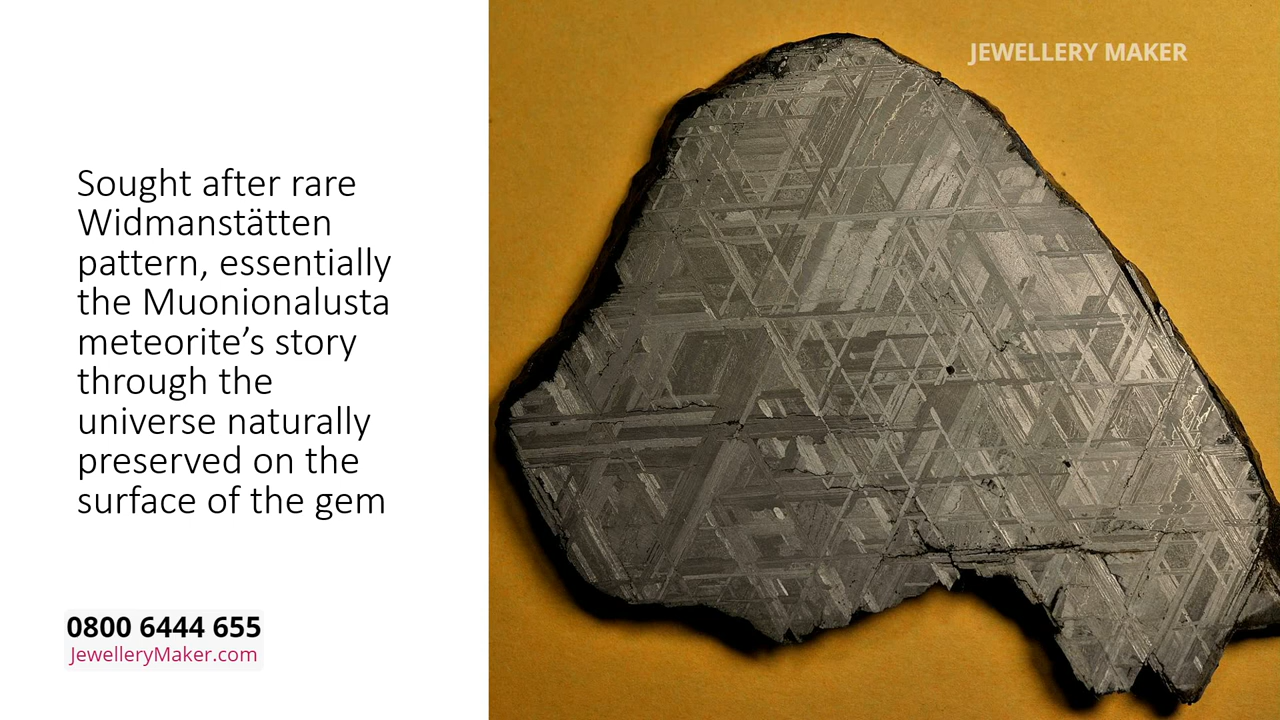 JEWELLERY MAKER
Sought after rare
Widmanstätten
pattern, essentially
the Muonionalusta
meteorite’s story
through the
universe naturally
preserved on the
surface of the gem
0800 6444 655
JewelleryMaker.com